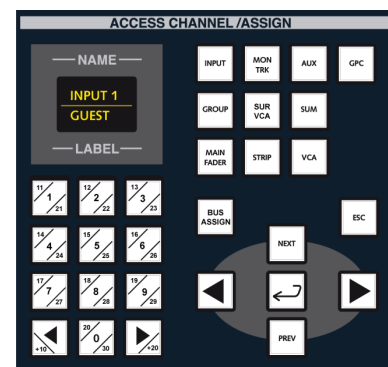 ACCESS CHANNEL /ASSIGN
NAME
INPUT 1
GUEST
LABEL
INPUT
MON
TRK
AUX
GPC
GROUP
SUR
VCA
SUM
MAIN
FADER
STRIP
VCA
BUS
ASSIGN
ESC
NEXT
PREV
11 1 21
12 2 22
13 3 23
14 4 24
15 5 25
16 6 26
17 7 27
18 8 28
19 9 29
+10
20 0 30
+20